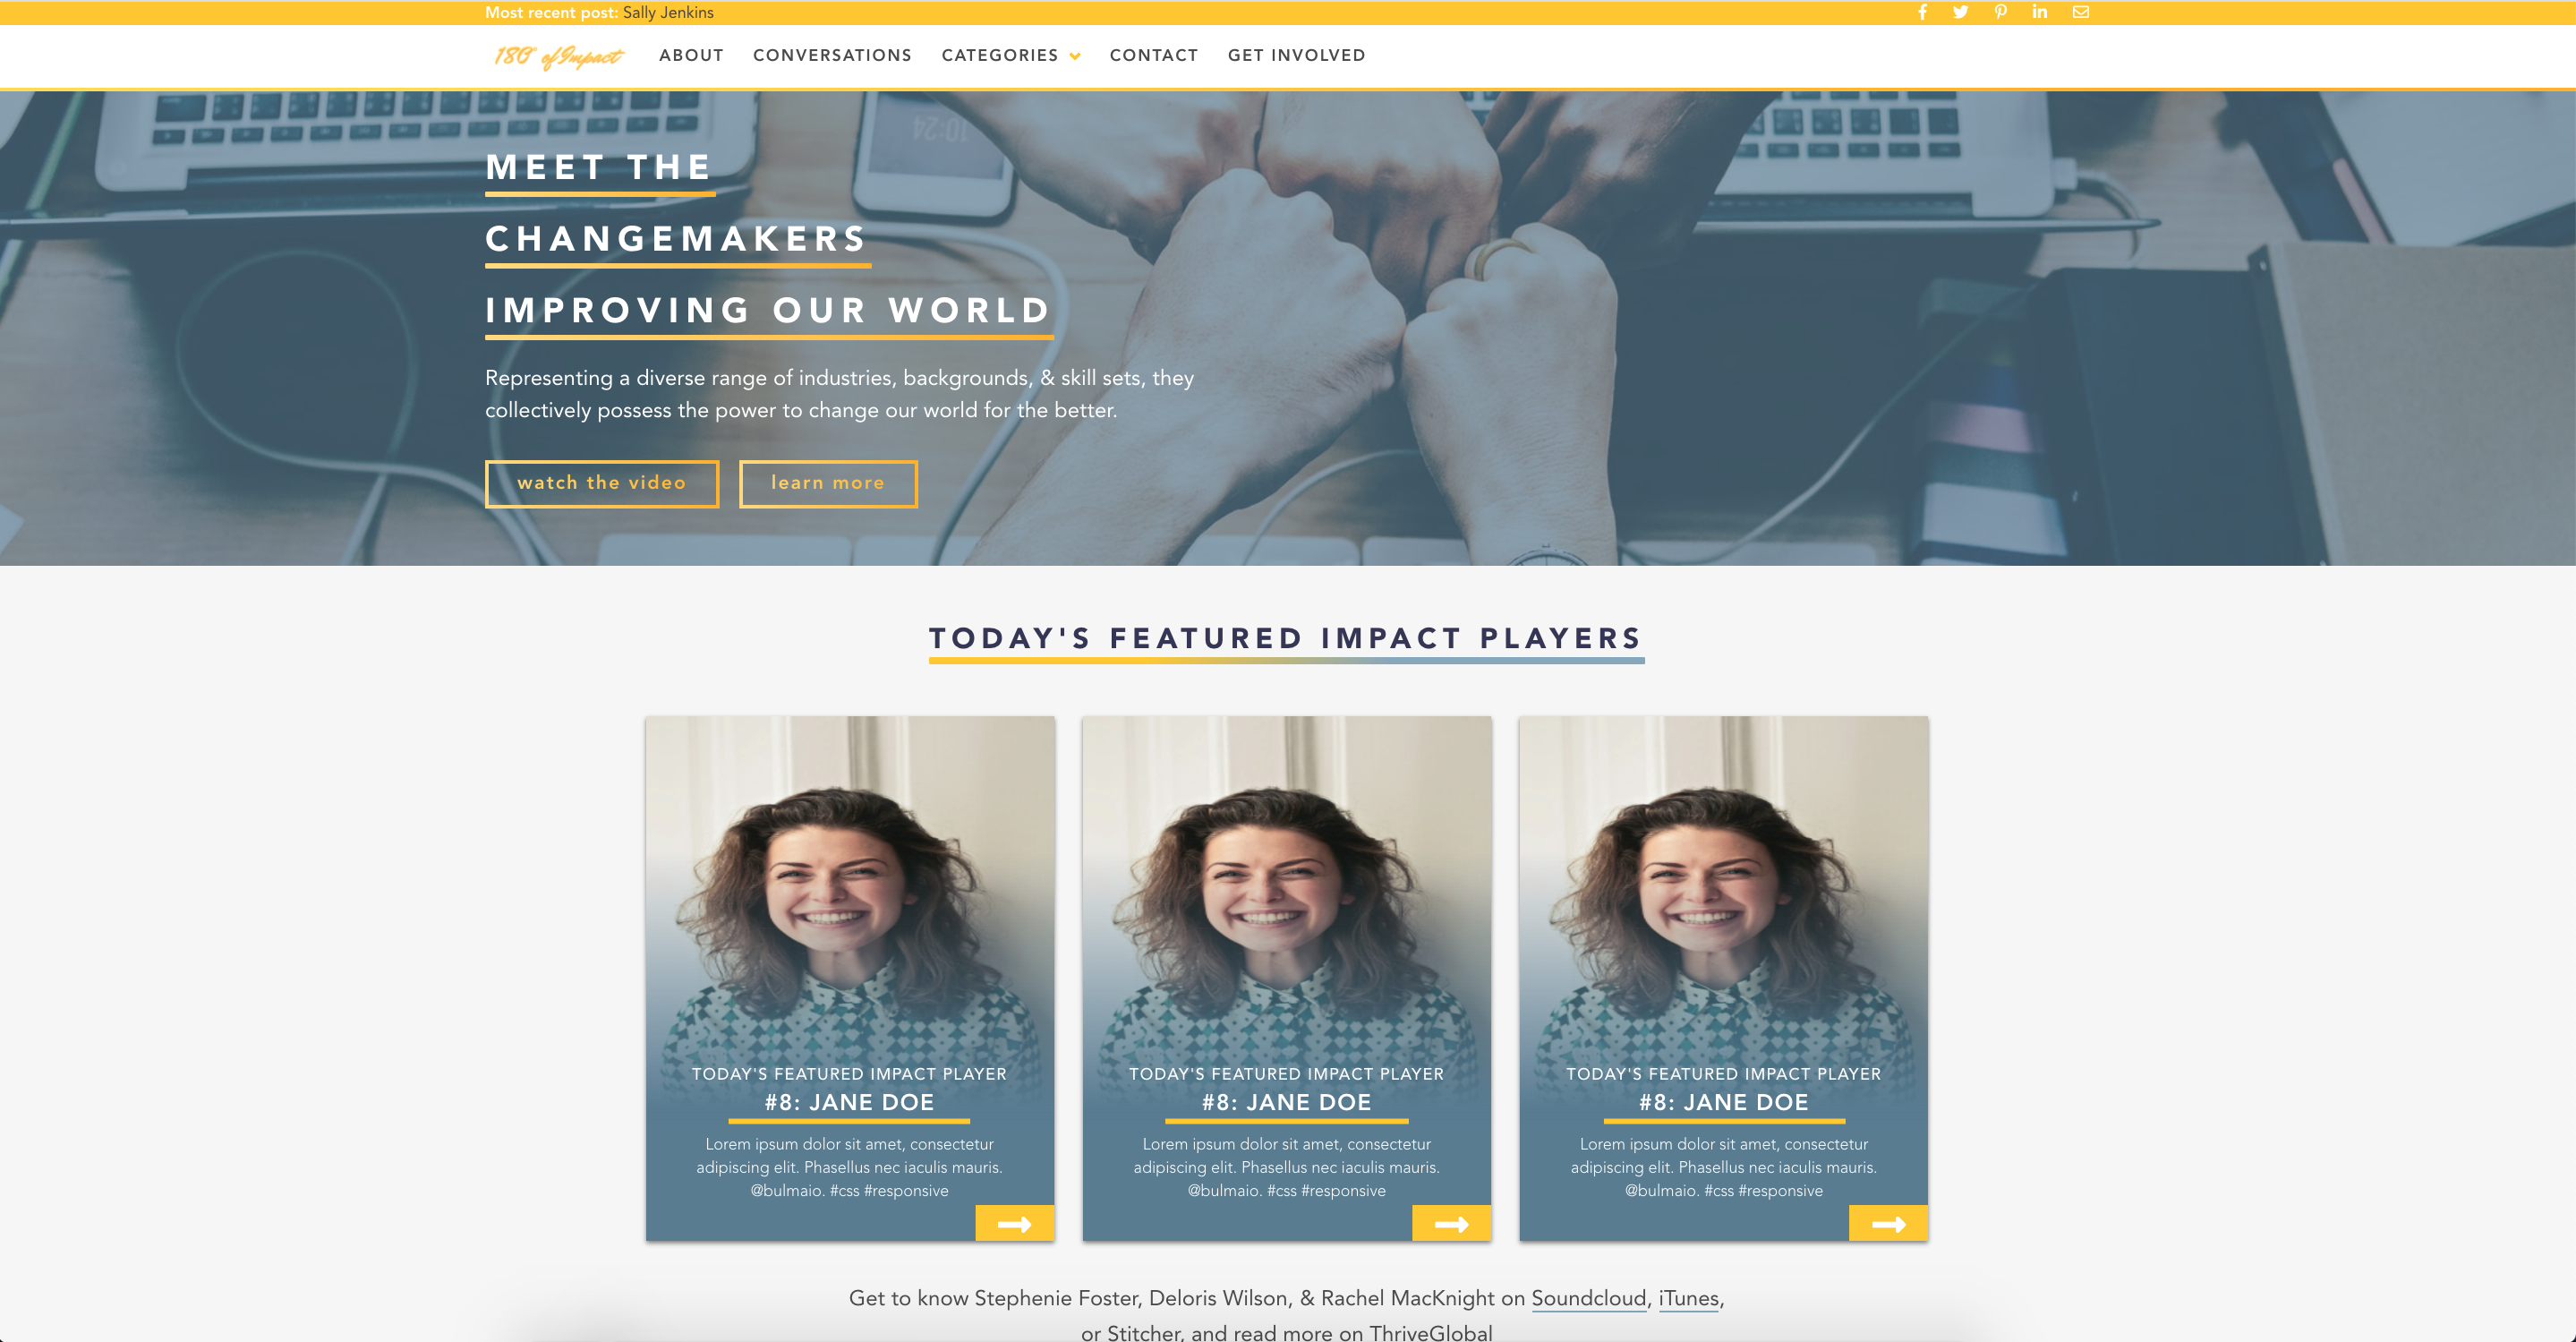 Most recent post: Sally Jenkins
180° of Impact ABOUT CONVERSATIONS CATEGORIES CONTACT GET INVOLVED
10:24
MEET THE
CHANGEMAKERS
IMPROVING OUR WORLD
Representing a diverse range of industries, backgrounds, & skill sets, they
collectively possess the power to change our world for the better.
watch the video learn more
TODAY'S FEATURED IMPACT PLAYERS
TODAY'S FEATURED IMPACT PLAYER
#8: JANE DOE
Lorem ipsum dolor sit amet, consectetur
adipiscing elit. Phasellus nec iaculis mauris.
@bulmaio. #css #responsive
TODAY'S FEATURED IMPACT PLAYER
#8: JANE DOE
Lorem ipsum dolor sit amet, consectetur
adipiscing elit. Phasellus nec iaculis mauris.
@bulmaio. #css #responsive
TODAY'S FEATURED IMPACT PLAYER
#8: JANE DOE
Lorem ipsum dolor sit amet, consectetur
adipiscing elit. Phasellus nec iaculis mauris.
@bulmaio. #css #responsive
Get to know Stephenie Foster, Deloris Wilson, & Rachel MacKnight on Soundcloud, iTunes,
or Stitcher, and read more on ThriveGlobal